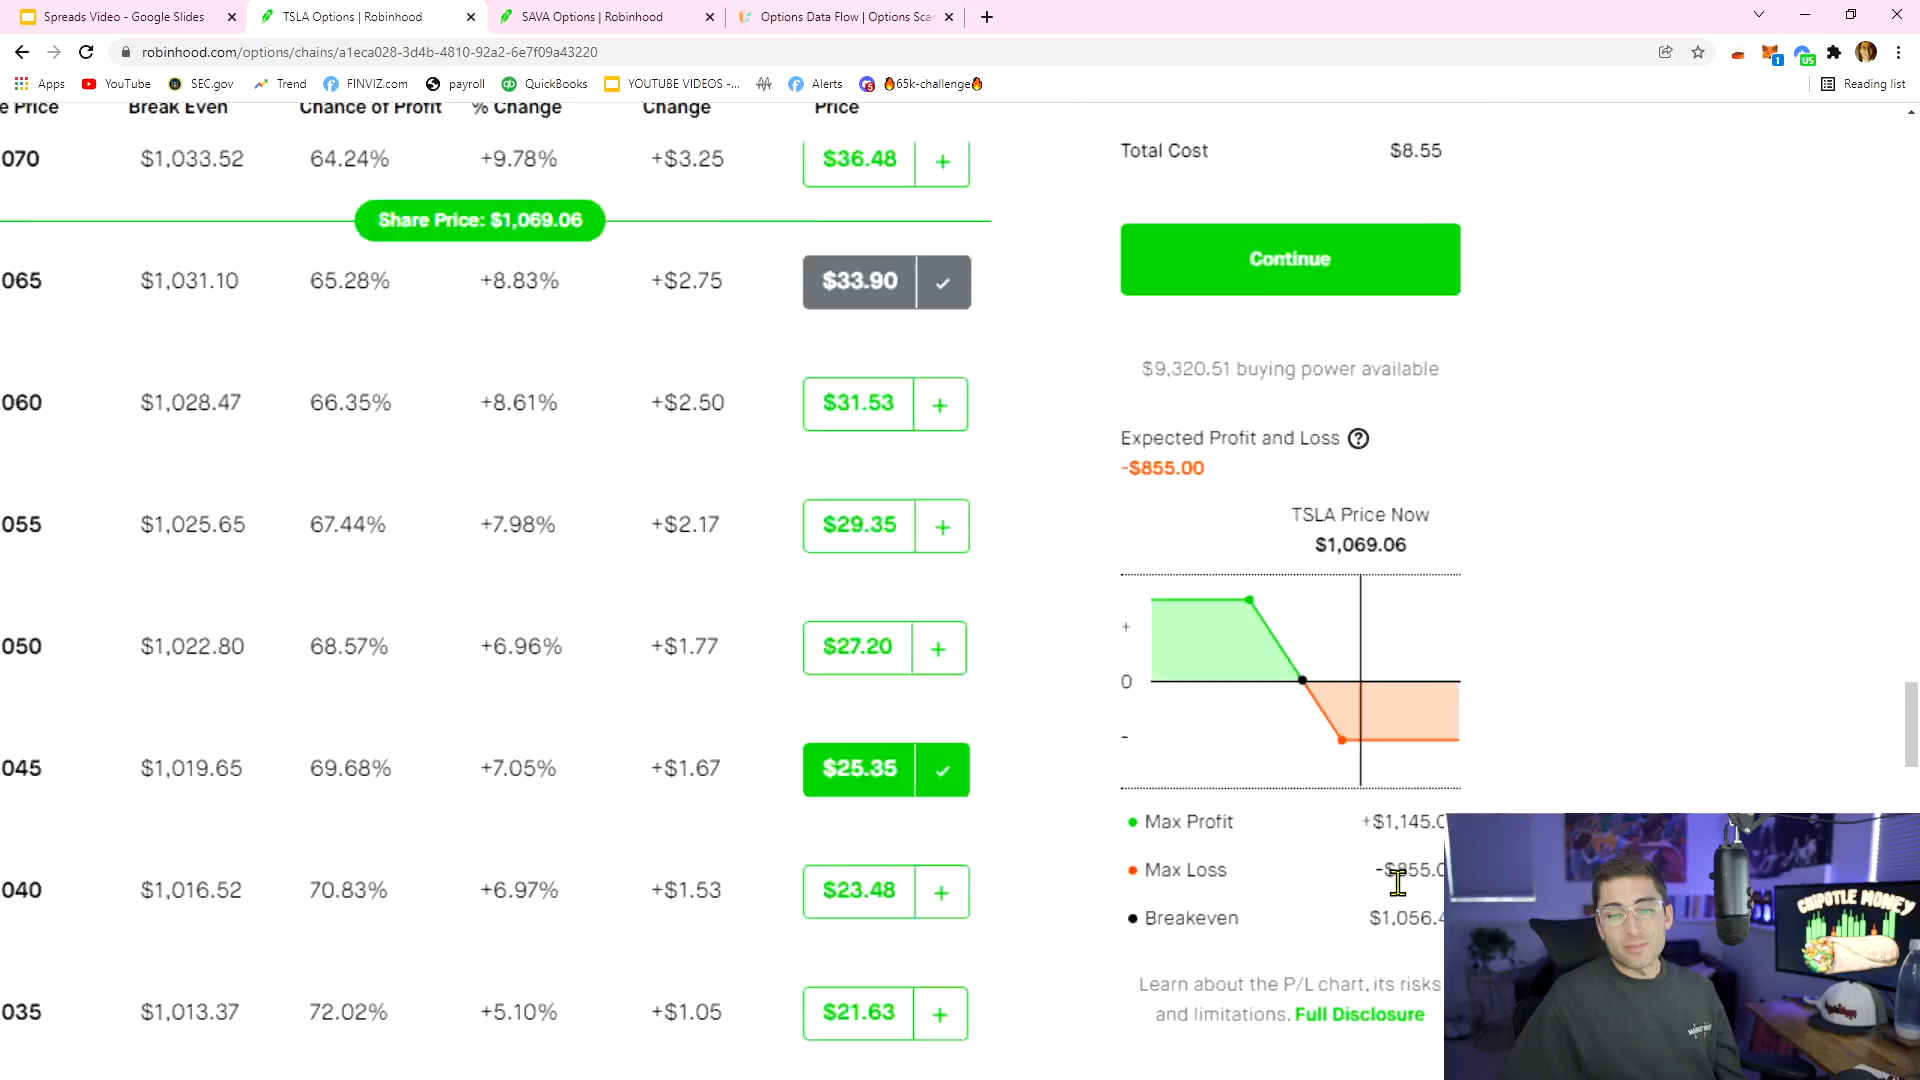 Spreads Video - Google Slides
TSLA Options | Robinhood
SAVA Options | Robinhood
Options Data Flow | Options Scan
robinhood.com/options/chains/a1eca028-3d4b-4810-92a2-6e7f09a43220
Apps YouTube SEC.gov Trend FINVIZ.com payroll QuickBooks YOUTUBE VIDEOS -... Alerts 🔥65k-challenge🔥 Reading list
e Price Break Even Chance of Profit % Change Change Price
070 $1,033.52 64.24% +9.78% +$3.25 $36.48 +
Share Price: $1,069.06
065 $1,031.10 65.28% +8.83% +$2.75 $33.90
060 $1,028.47 66.35% +8.61% +$2.50 $31.53 +
055 $1,025.65 67.44% +7.98% +$2.17 $29.35 +
050 $1,022.80 68.57% +6.96% +$1.77 $27.20 +
045 $1,019.65 69.68% +7.05% +$1.67 $25.35
040 $1,016.52 70.83% +6.97% +$1.53 $23.48 +
035 $1,013.37 72.02% +5.10% +$1.05 $21.63 +
Total Cost $8.55
Continue
$9,320.51 buying power available
Expected Profit and Loss ?
-$855.00
TSLA Price Now
$1,069.06
+
0
-
Max Profit +$1,145.0
Max Loss -$855.0
Breakeven $1,056.4
Learn about the P/L chart, its risks
and limitations. Full Disclosure
CHIPOTLE MONEY